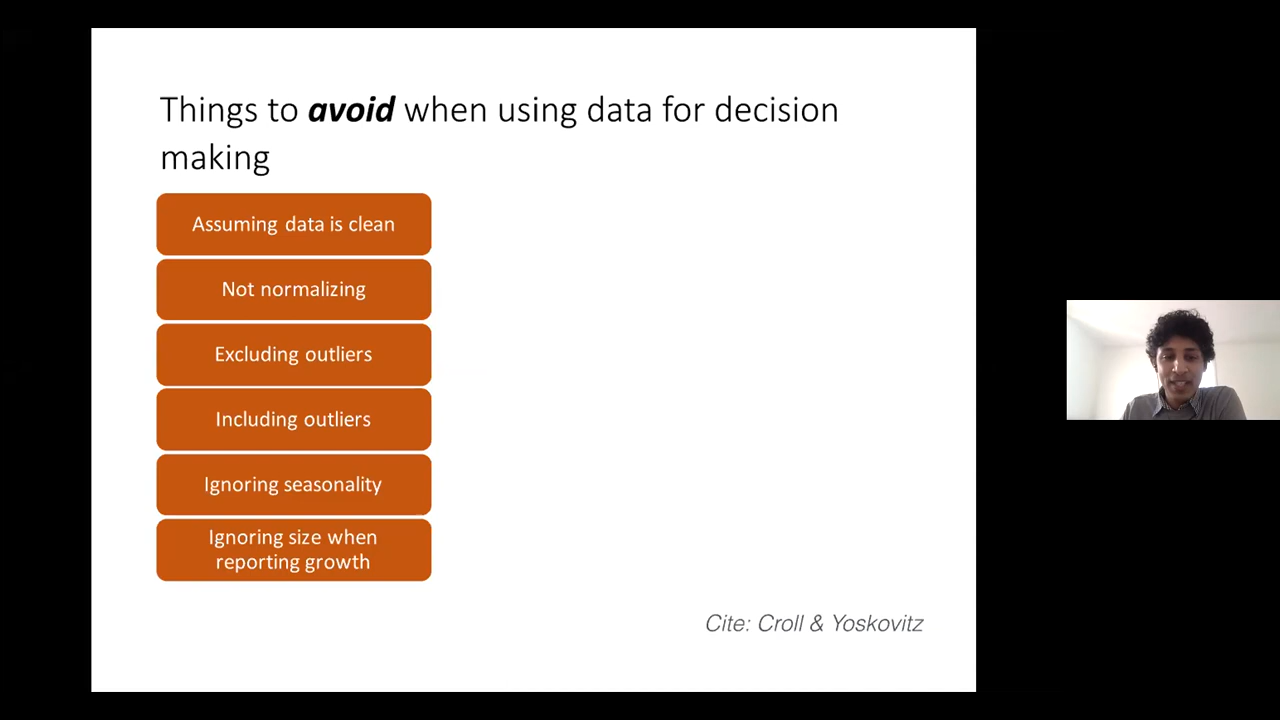 Things to avoid when using data for decision
making
Assuming data is clean
Not normalizing
Excluding outliers
Including outliers
Ignoring seasonality
Ignoring size when
reporting growth
Cite: Croll & Yoskovitz